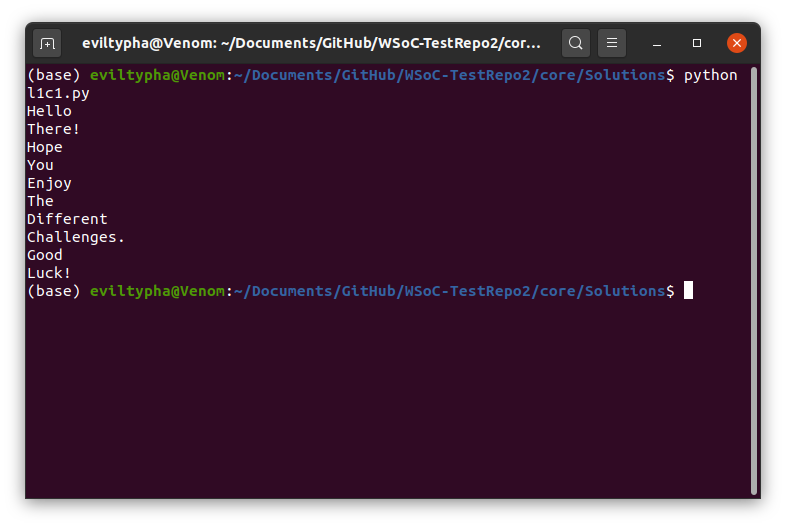 eviltypha@Venom: ~/Documents/GitHub/WSoC-TestRepo2/cor...
(base) eviltypha@Venom:~/Documents/GitHub/WSoC-TestRepo2/core/Solutions$ python
l1c1.py
Hello
There!
Hope
You
Enjoy
The
Different
Challenges.
Good
Luck!
(base) eviltypha@Venom:~/Documents/GitHub/WSoC-TestRepo2/core/Solutions$